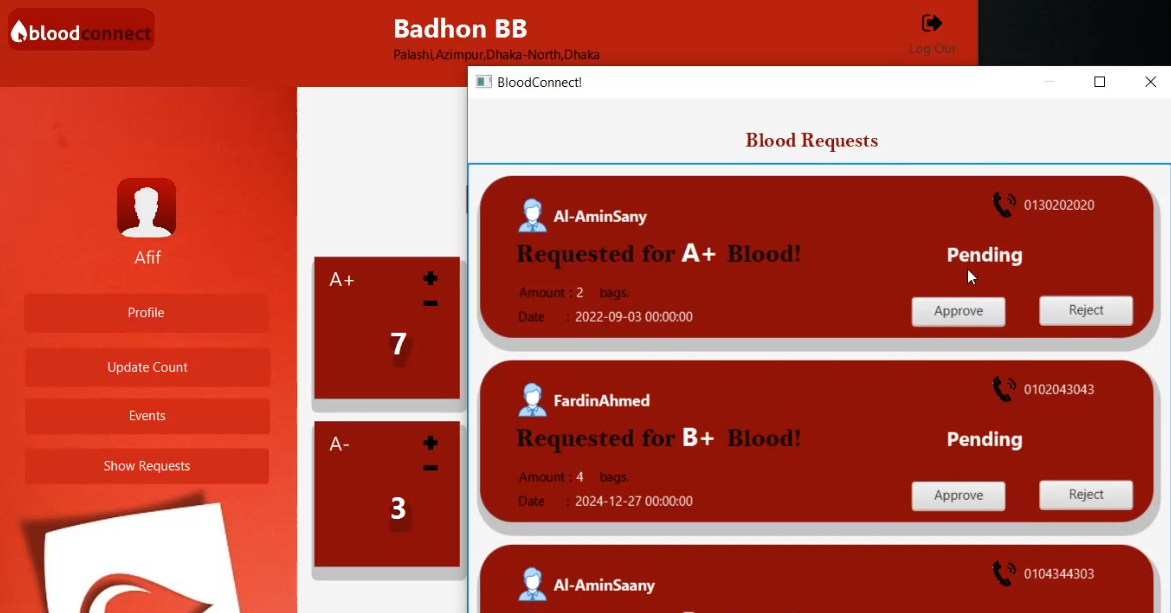 bloodconnect
Badhon BB
Palashi,Azimpur,Dhaka-North,Dhaka
Log Out
BloodConnect!
Afif
Profile
Update Count
Events
Show Requests
A+
7
A-
3
Blood Requests
Al-AminSany
0130202020
Requested for A+ Blood!
Pending
Amount : 2 bags.
Date : 2022-09-03 00:00:00
Approve
Reject
FardinAhmed
0102043043
Requested for B+ Blood!
Pending
Amount : 4 bags.
Date : 2024-12-27 00:00:00
Approve
Reject
Al-AminSaany
0104344303